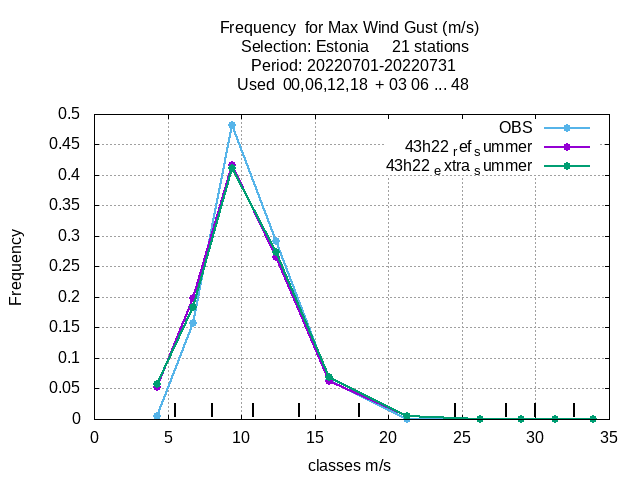 Frequency  for Max Wind Gust (m/s)
Selection: Estonia     21 stations
Period: 20220701-20220731
Used  00,06,12,18  + 03 06 ... 48
OBS
43h22 ref summer
43h22 extra summer
0.5
0.45
0.4
0.35
0.3
0.25
0.2
0.15
0.1
0.05
0
Frequency
0 5 10 15 20 25 30 35
classes m/s